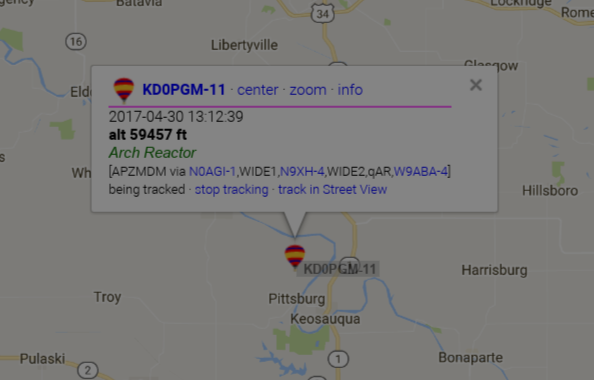 egency
Batavia
Lockridge
Rome
34
16
Libertyville
Glasgow
Eldo
KD0PGM-11 · center · zoom · info
2017-04-30 13:12:39
alt 59457 ft
Arch Reactor
[APZMDM via N0AGI-1,WIDE1,N9XH-4,WIDE2,qAR,W9ABA-4]
being tracked · stop tracking · track in Street View
Hillsboro
KD0PGM-11
Harrisburg
Troy
Pittsburg
Keosauqua
Pulaski
2
1
Bonaparte